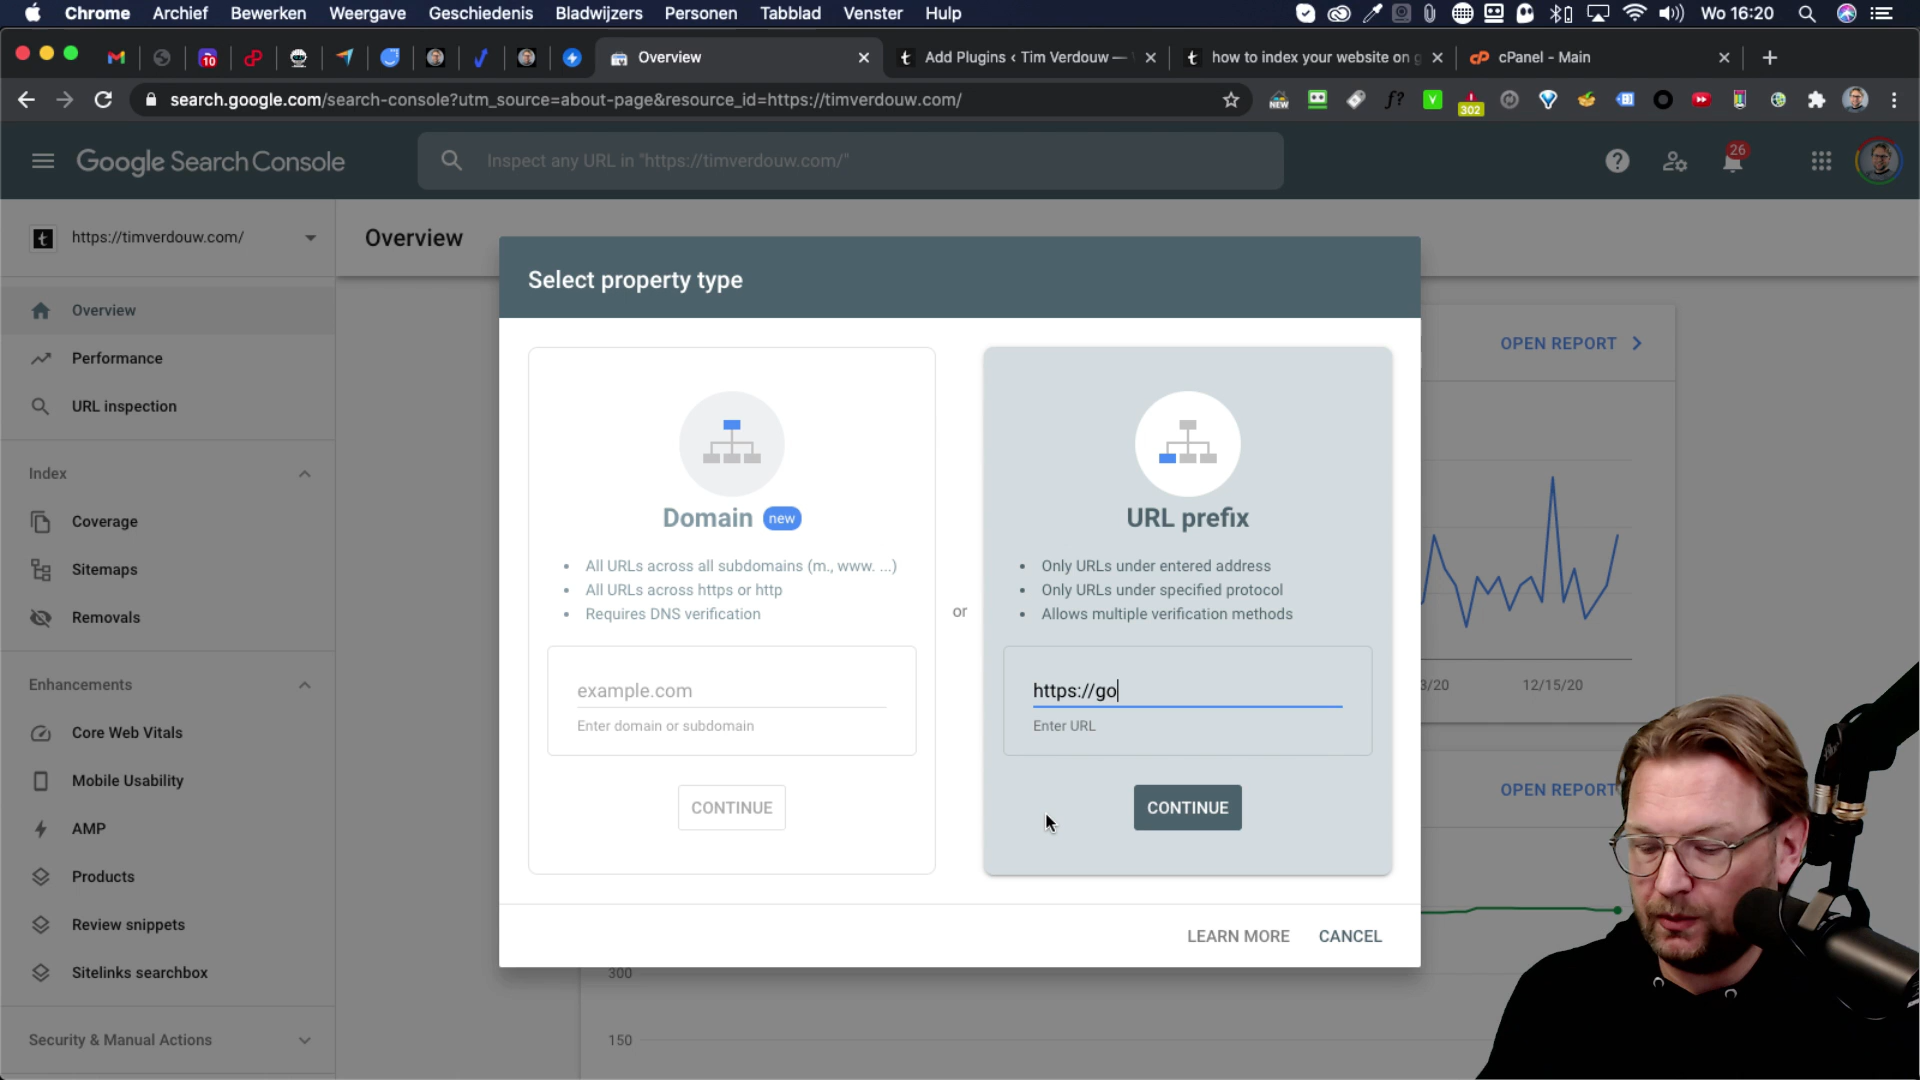 Chrome Archief Bewerken Weergave Geschiedenis Bladwijzers Personen Tabblad Venster Hulp Wo 16:20
10 Overview Add Plugins ‹ Tim Verdouw — how to index your website on g cPanel - Main
search.google.com/search-console?utm_source=about-page&resource_id=https://timverdouw.com/ NEW f? V 302
Google Search Console Inspect any URL in "https://timverdouw.com/" 26
t https://timverdouw.com/ Overview
Select property type
Overview
Performance
URL inspection
Index
Coverage
Sitemaps
Removals
Enhancements
Core Web Vitals
Mobile Usability
AMP
Products
Review snippets
Sitelinks searchbox
Security & Manual Actions
Domain new
All URLs across all subdomains (m., www. ...)
All URLs across https or http
Requires DNS verification
example.com
Enter domain or subdomain
CONTINUE
or
URL prefix
Only URLs under entered address
Only URLs under specified protocol
Allows multiple verification methods
https://go
Enter URL
CONTINUE
LEARN MORE CANCEL
OPEN REPORT
3/20 12/15/20
OPEN REPORT
300
150